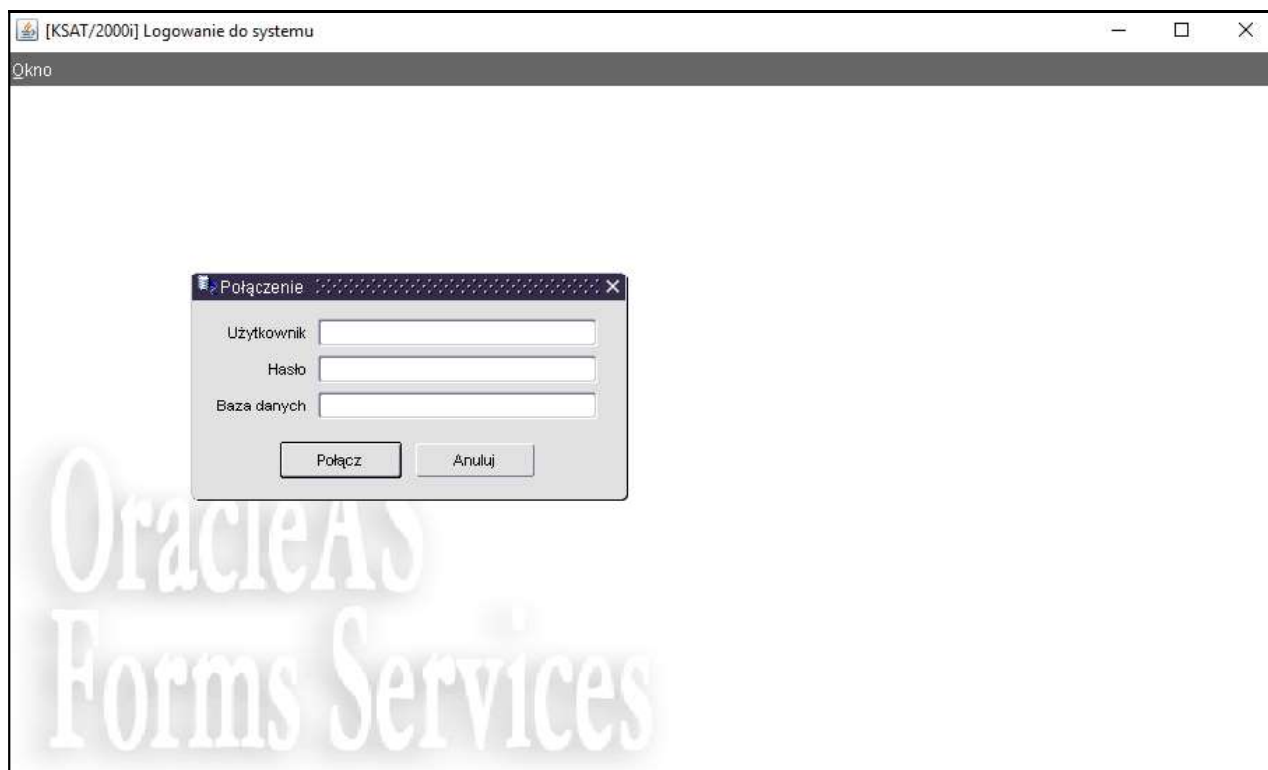 [KSAT/2000i] Logowanie do systemu
Okno
Połączenie
Użytkownik
Hasło
Baza danych
Połącz Anuluj
OracleAS
Forms Services